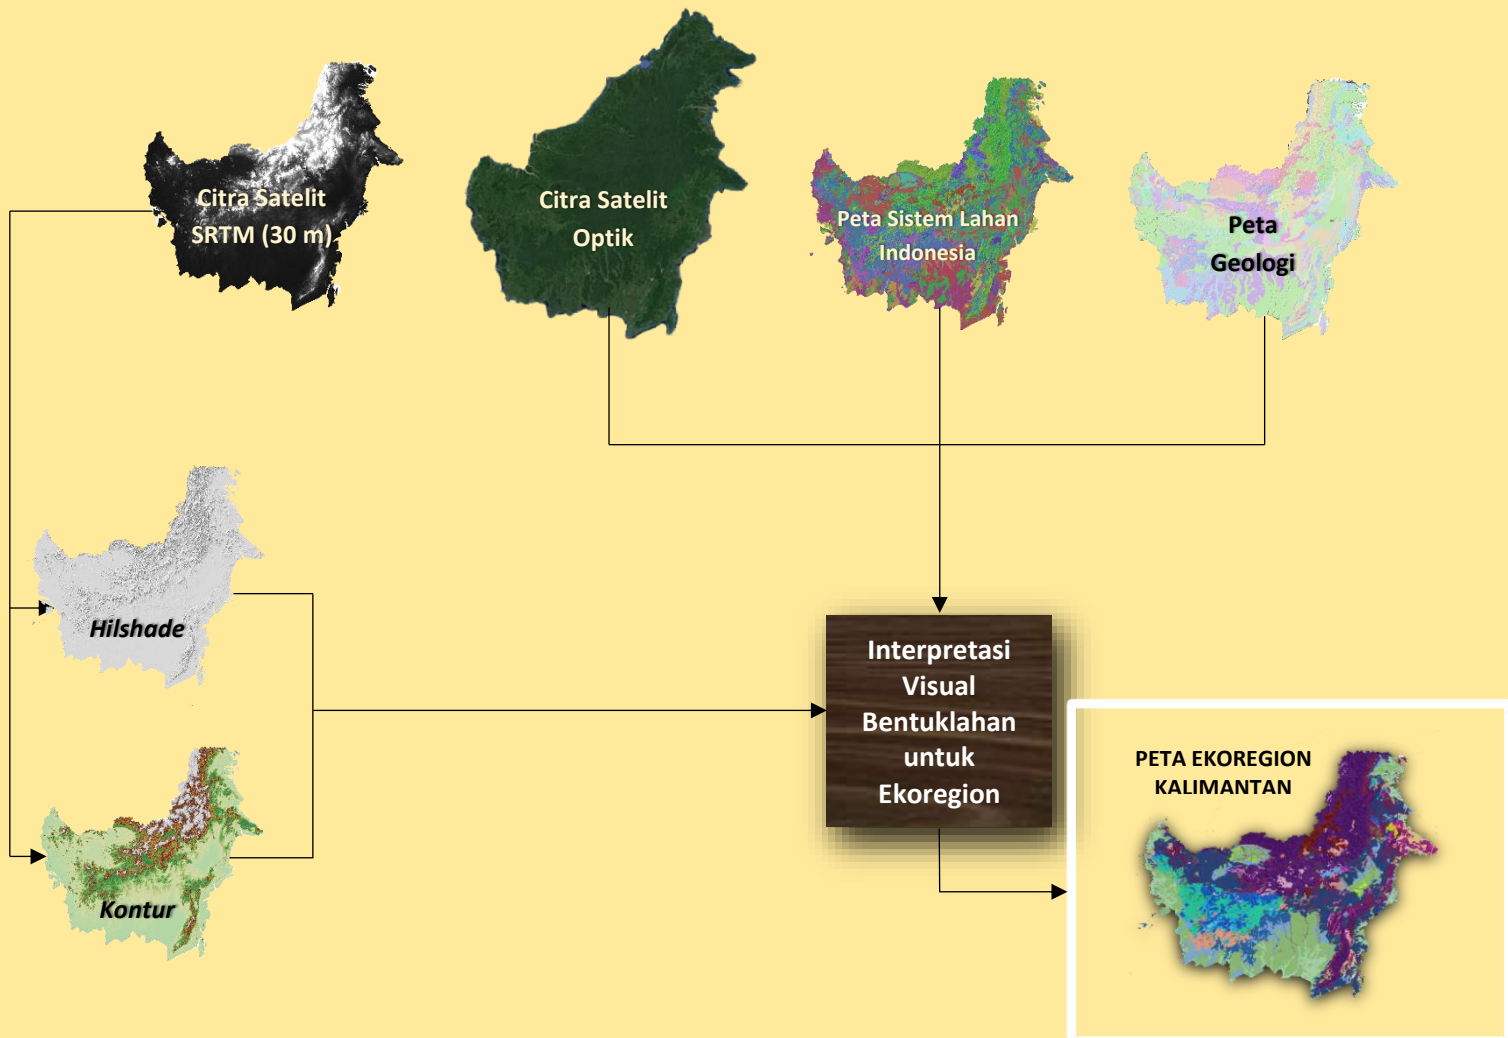 Citra Satelit
SRTM (30 m)
Citra Satelit
Optik
Peta Sistem Lahan
Indonesia
Peta
Geologi
Hilshade
Kontur
Interpretasi
Visual
Bentuklahan
untuk
Ekoregion
PETA EKOREGION
KALIMANTAN